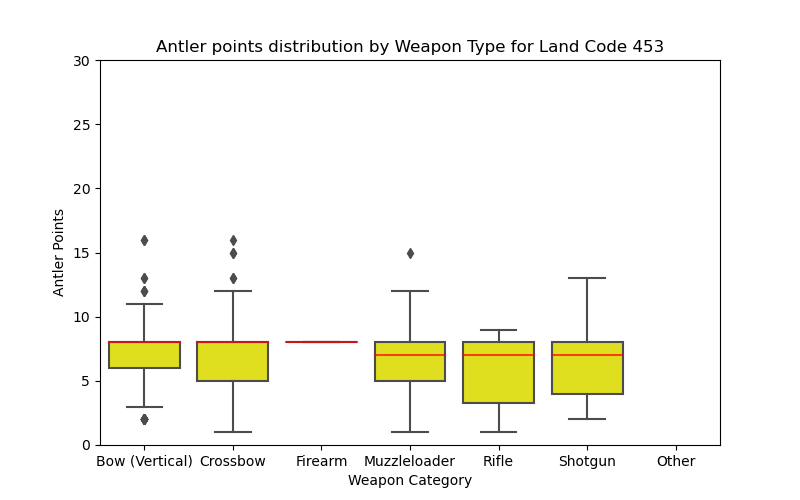 Antler points distribution by Weapon Type for Land Code 453
30
25
20
15
10
5
0
Antler Points
Bow (Vertical) Crossbow Firearm Muzzleloader Rifle Shotgun Other
Weapon Category